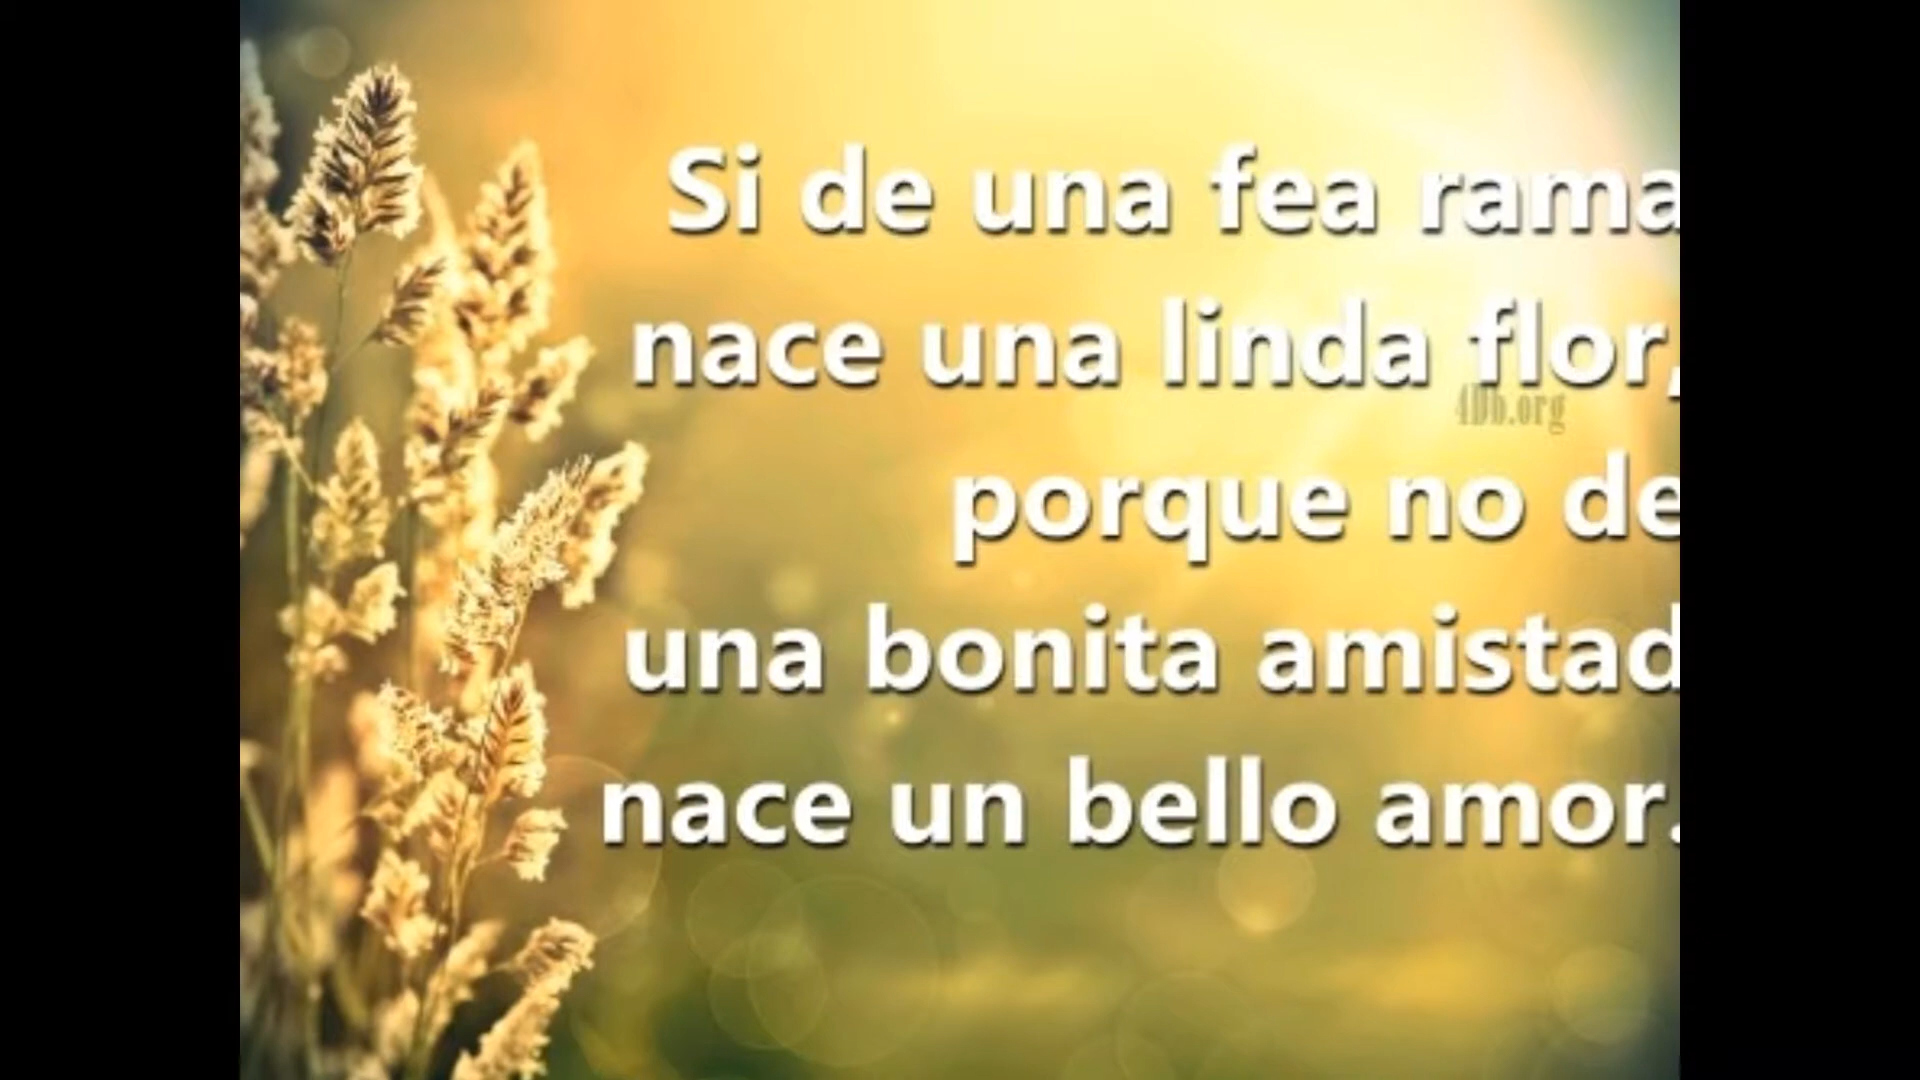 Si de una fea rama
nace una linda flor,
4Db.org
porque no de
una bonita amistad
nace un bello amor.